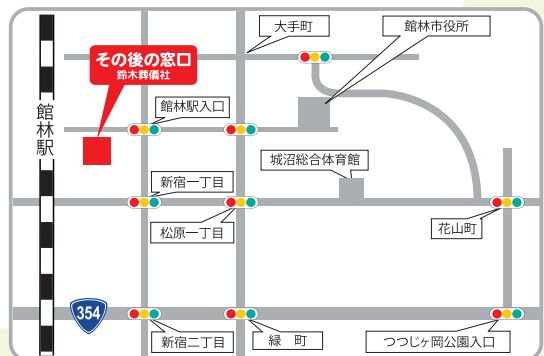 大手町
館林市役所
その後の窓口
鈴木葬儀社
館林駅入口
館林駅
城沼総合体育館
新宿一丁目
松原一丁目
花山町
354
新宿二丁目
緑 町
つつじヶ岡公園入口